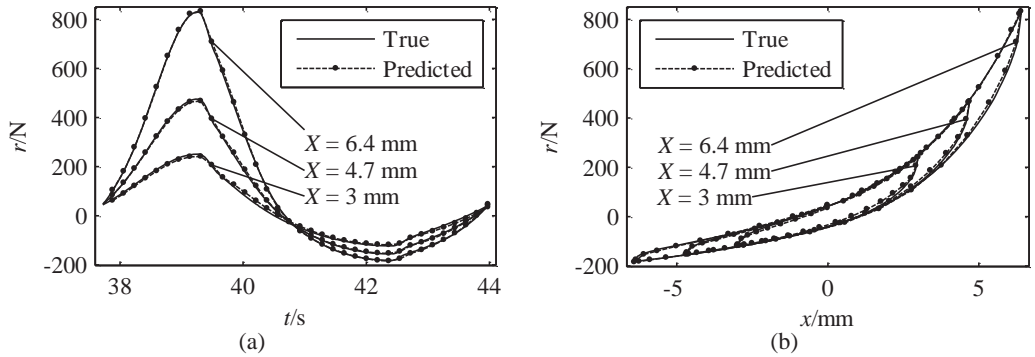 800
600
400
200
0
-200
r/N
True
Predicted
X = 6.4 mm
X = 4.7 mm
X = 3 mm
38
40
42
44
t/s
(a)
800
600
400
200
0
-200
r/N
True
Predicted
X = 6.4 mm
X = 4.7 mm
X = 3 mm
-5
0
5
x/mm
(b)